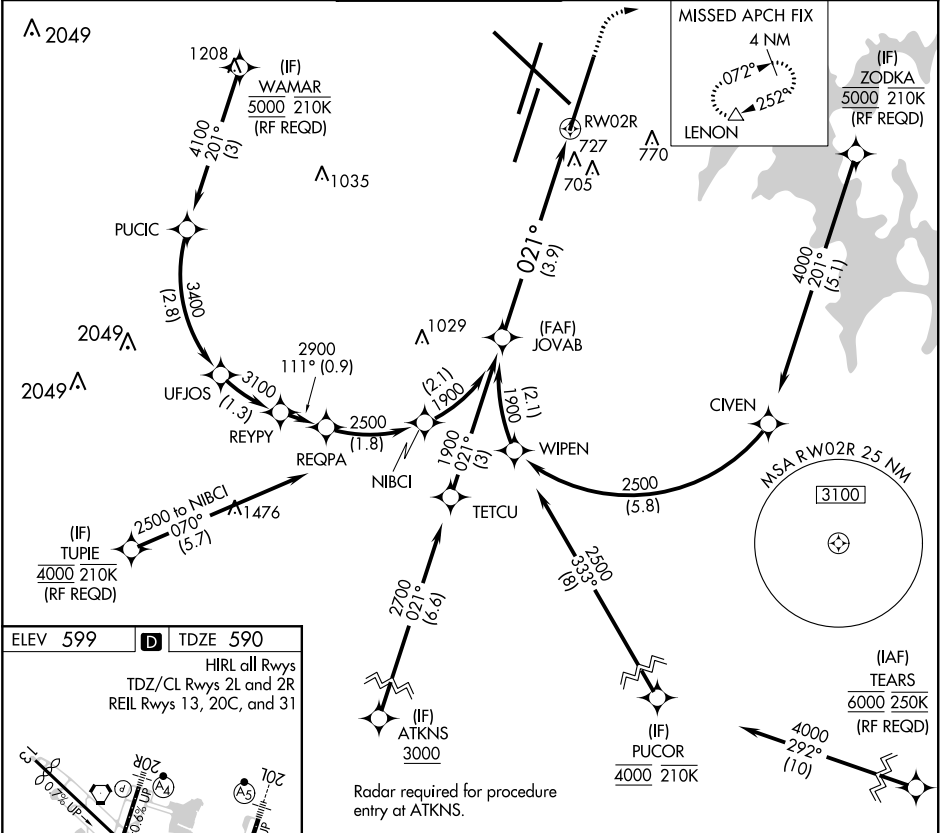 2049
1208
(IF)
WAMAR
5000 210K
(RF REQD)
4100
201°
(3)
1035
PUCIC
3400
(2.8)
2049
2049
UFJOS
3100
(1.3)
REYPY
2900
111° (0.9)
REQPA
2500
(1.8)
NIBCI
(2.1)
1900
1029
(FAF)
JOVAB
021°
(3.9)
RW02R
727
705
770
MISSED APCH FIX
4 NM
072°
252°
LENON
(IF)
ZODKA
5000 210K
(RF REQD)
4000
201°
(5.1)
CIVEN
2500
(5.8)
WIPEN
(2.1)
1900
1900
021°
(3)
TETCU
2500 to NIBCI
070°
(5.7)
1476
(IF)
TUPIE
4000 210K
(RF REQD)
2700
021°
(6.6)
(IF)
ATKNS
3000
Radar required for procedure
entry at ATKNS.
2500
333°
(8)
(IF)
PUCOR
4000 210K
MSA RW02R 25 NM
3100
(IAF)
TEARS
6000 250K
(RF REQD)
4000
292°
(10)
ELEV 599 D TDZE 590
HIRL all Rwys
TDZ/CL Rwys 2L and 2R
REIL Rwys 13, 20C, and 31
13
0.7% UP
20R
P
A4
0.6% UP
A5
20L
UP